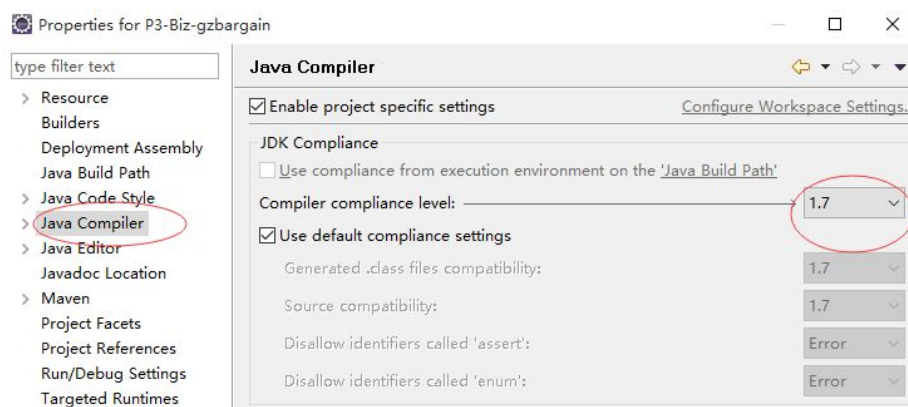 Properties for P3-Biz-gzbargain
type filter text
Resource
Builders
Deployment Assembly
Java Build Path
Java Code Style
Java Compiler
Java Editor
Javadoc Location
Maven
Project Facets
Project References
Run/Debug Settings
Targeted Runtimes
Java Compiler
Enable project specific settings
Configure Workspace Settings.
JDK Compliance
Use compliance from execution environment on the 'Java Build Path'
Compiler compliance level:
1.7
Use default compliance settings
Generated .class files compatibility:
1.7
Source compatibility:
1.7
Disallow identifiers called 'assert':
Error
Disallow identifiers called 'enum':
Error